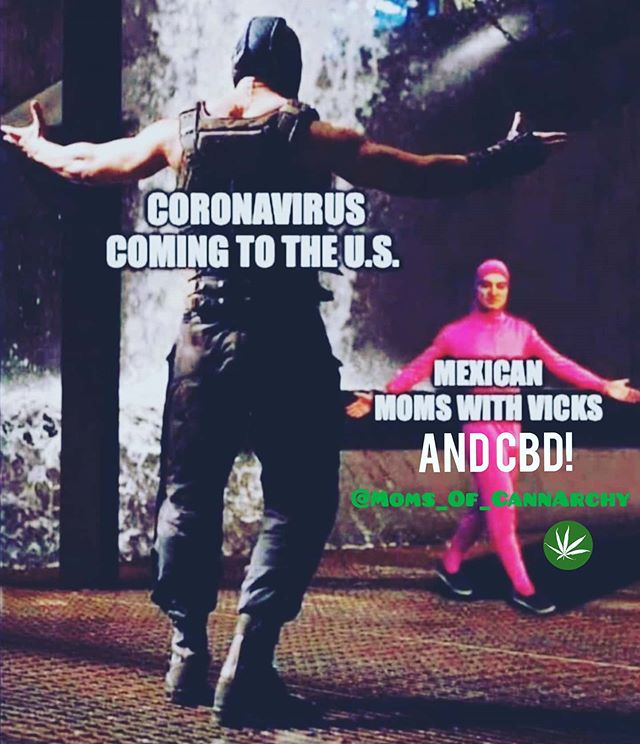 CORONAVIRUS
COMING TO THE U.S.
MEXICAN
MOMS WITH VICKS
AND CBD!
@Moms_Of_CannArchy